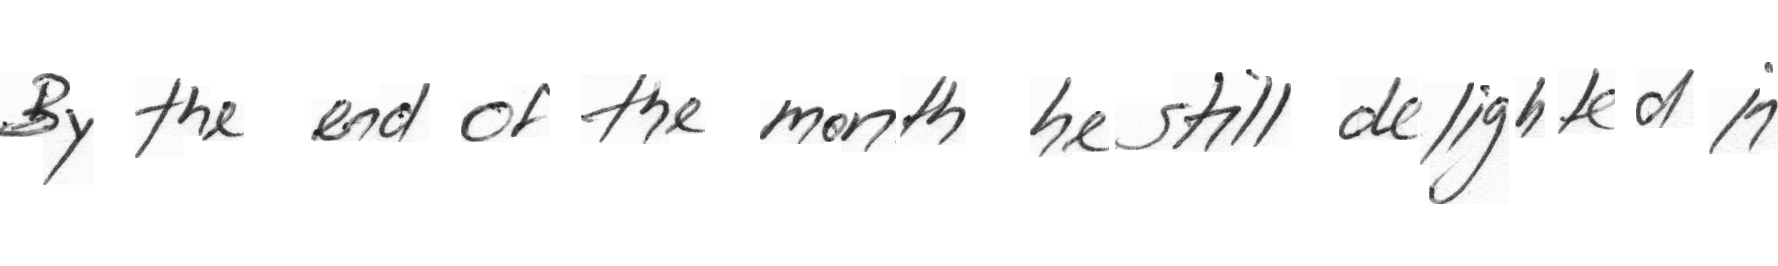 By the end of the month he still delighted in